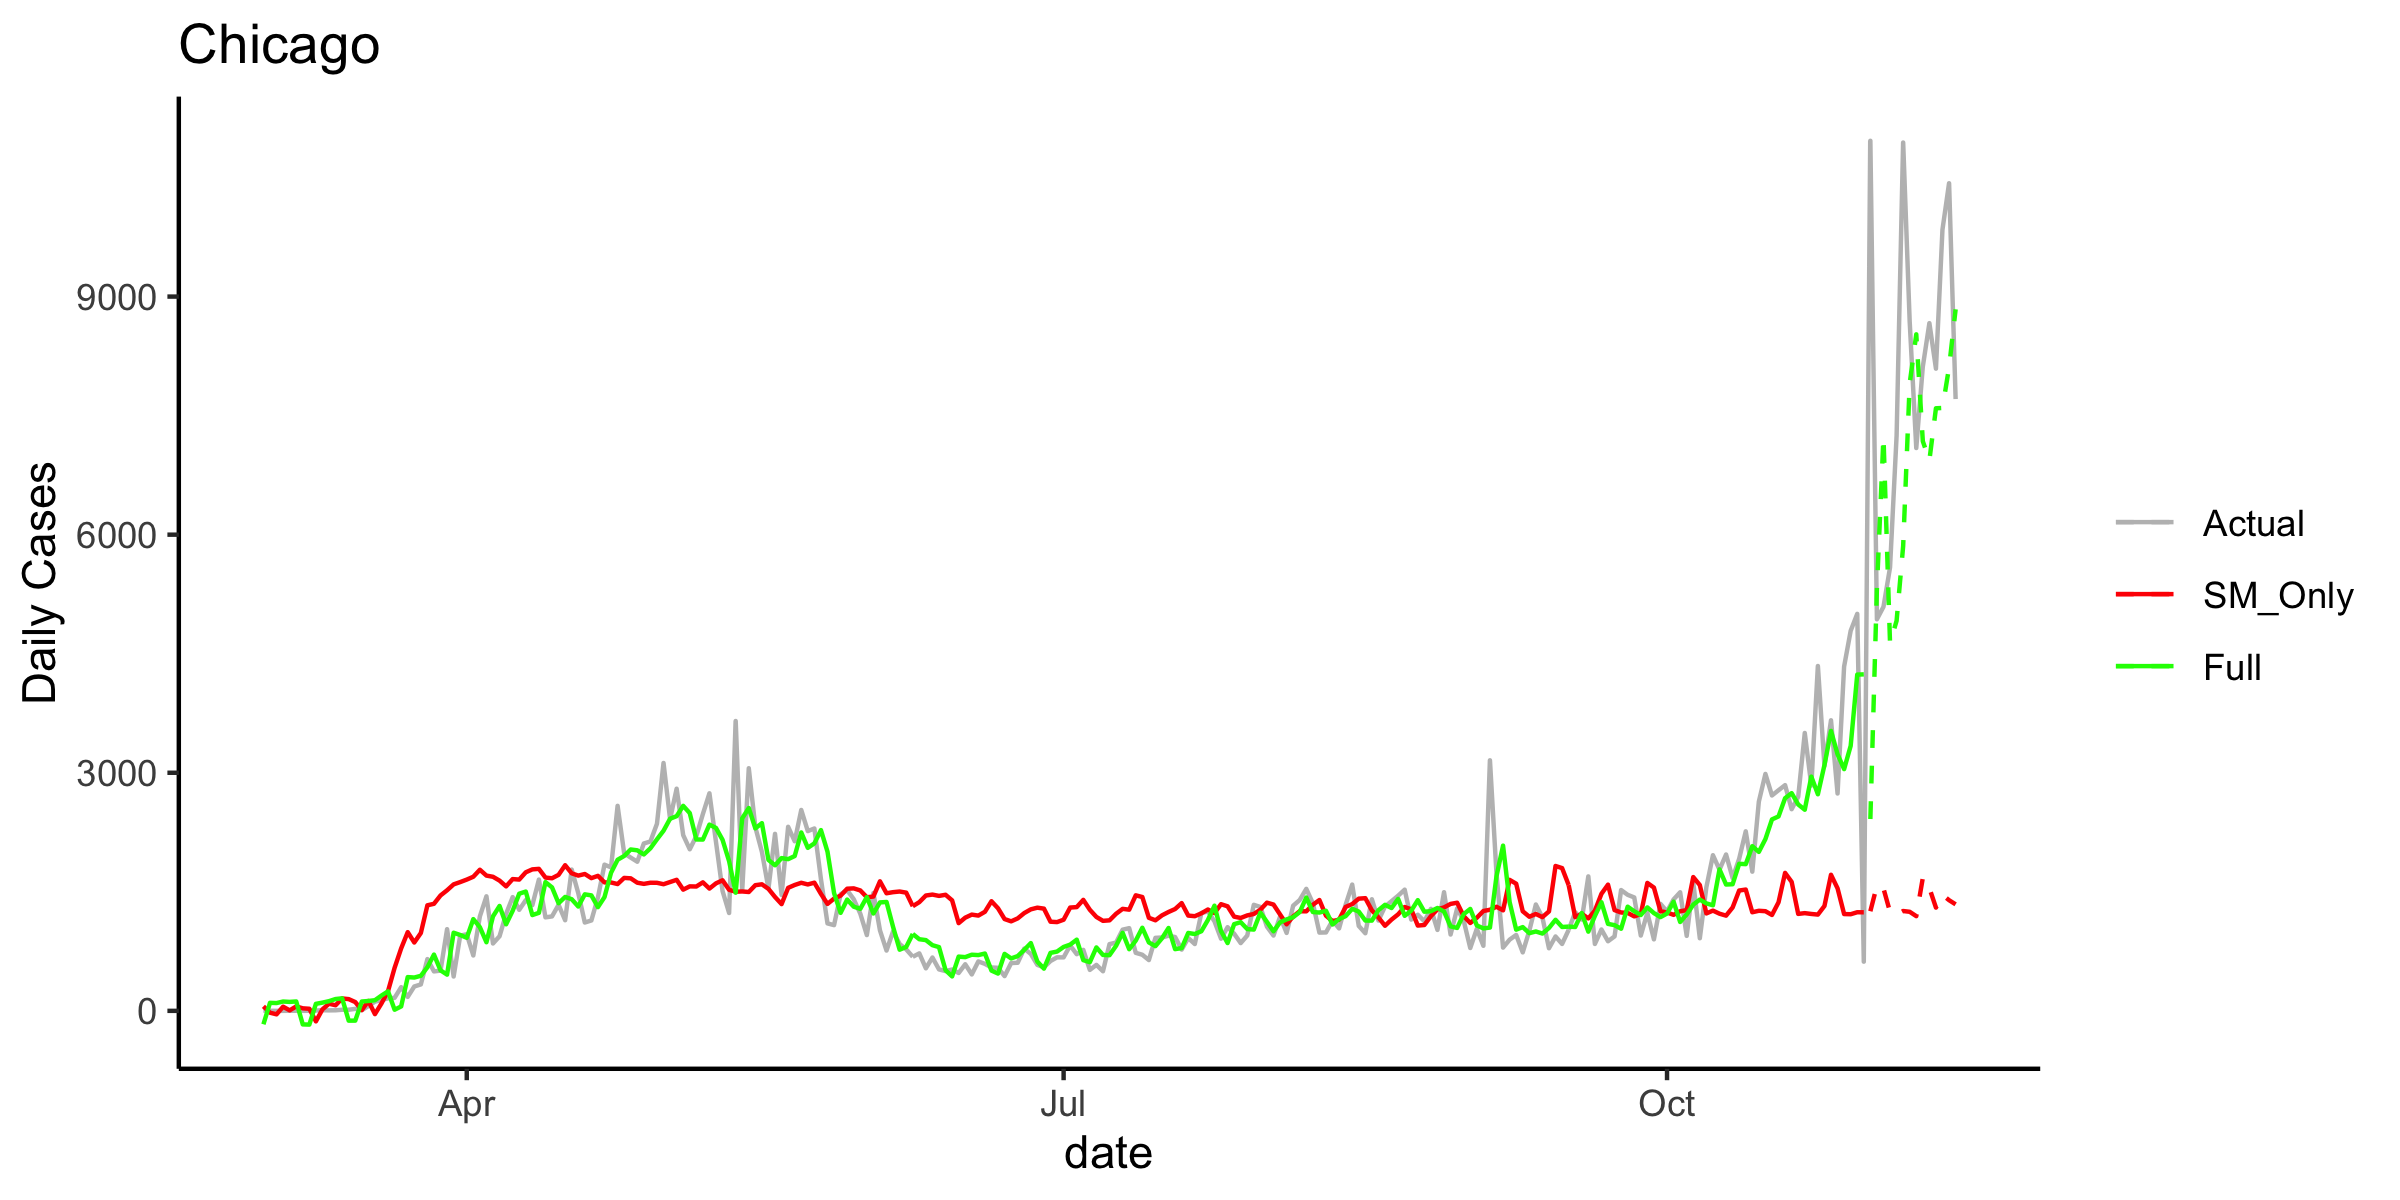 Chicago
Daily Cases
9000
6000
3000
0
Apr
Jul
Oct
date
Actual
SM_Only
Full